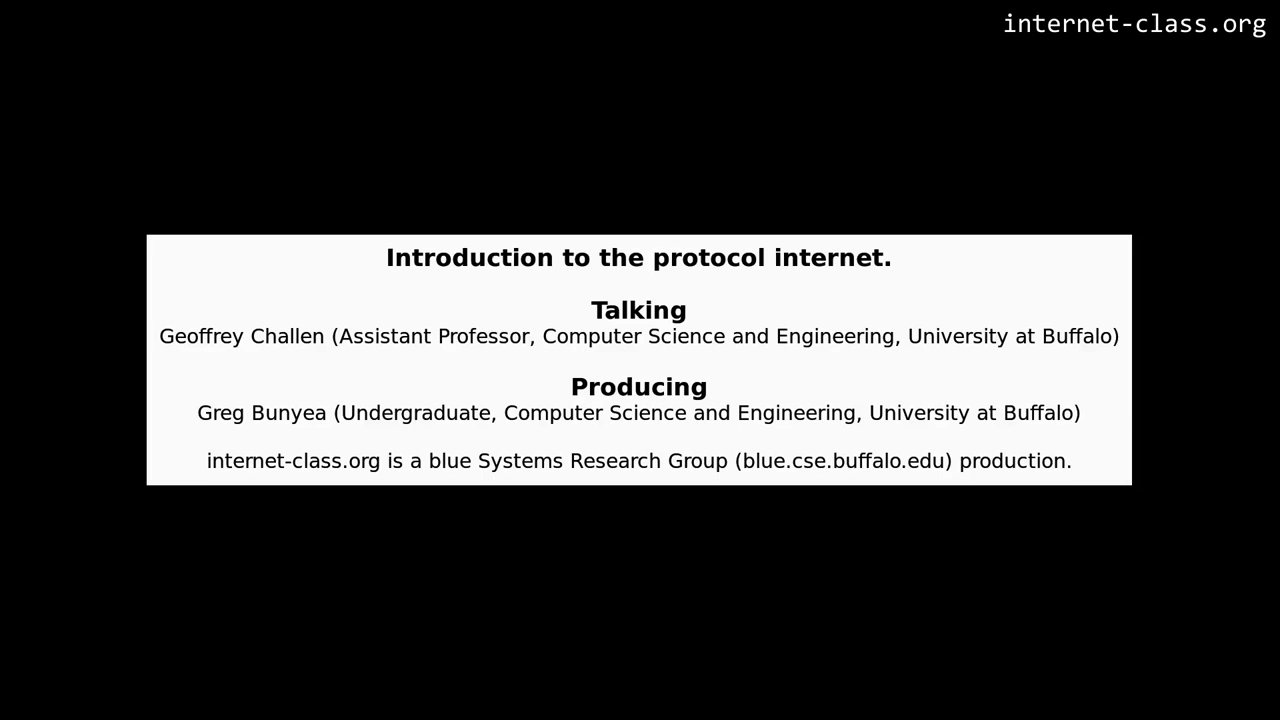 internet-class.org
Introduction to the protocol internet.
Talking
Geoffrey Challen (Assistant Professor, Computer Science and Engineering, University at Buffalo)
Producing
Greg Bunyea (Undergraduate, Computer Science and Engineering, University at Buffalo)
internet-class.org is a blue Systems Research Group (blue.cse.buffalo.edu) production.